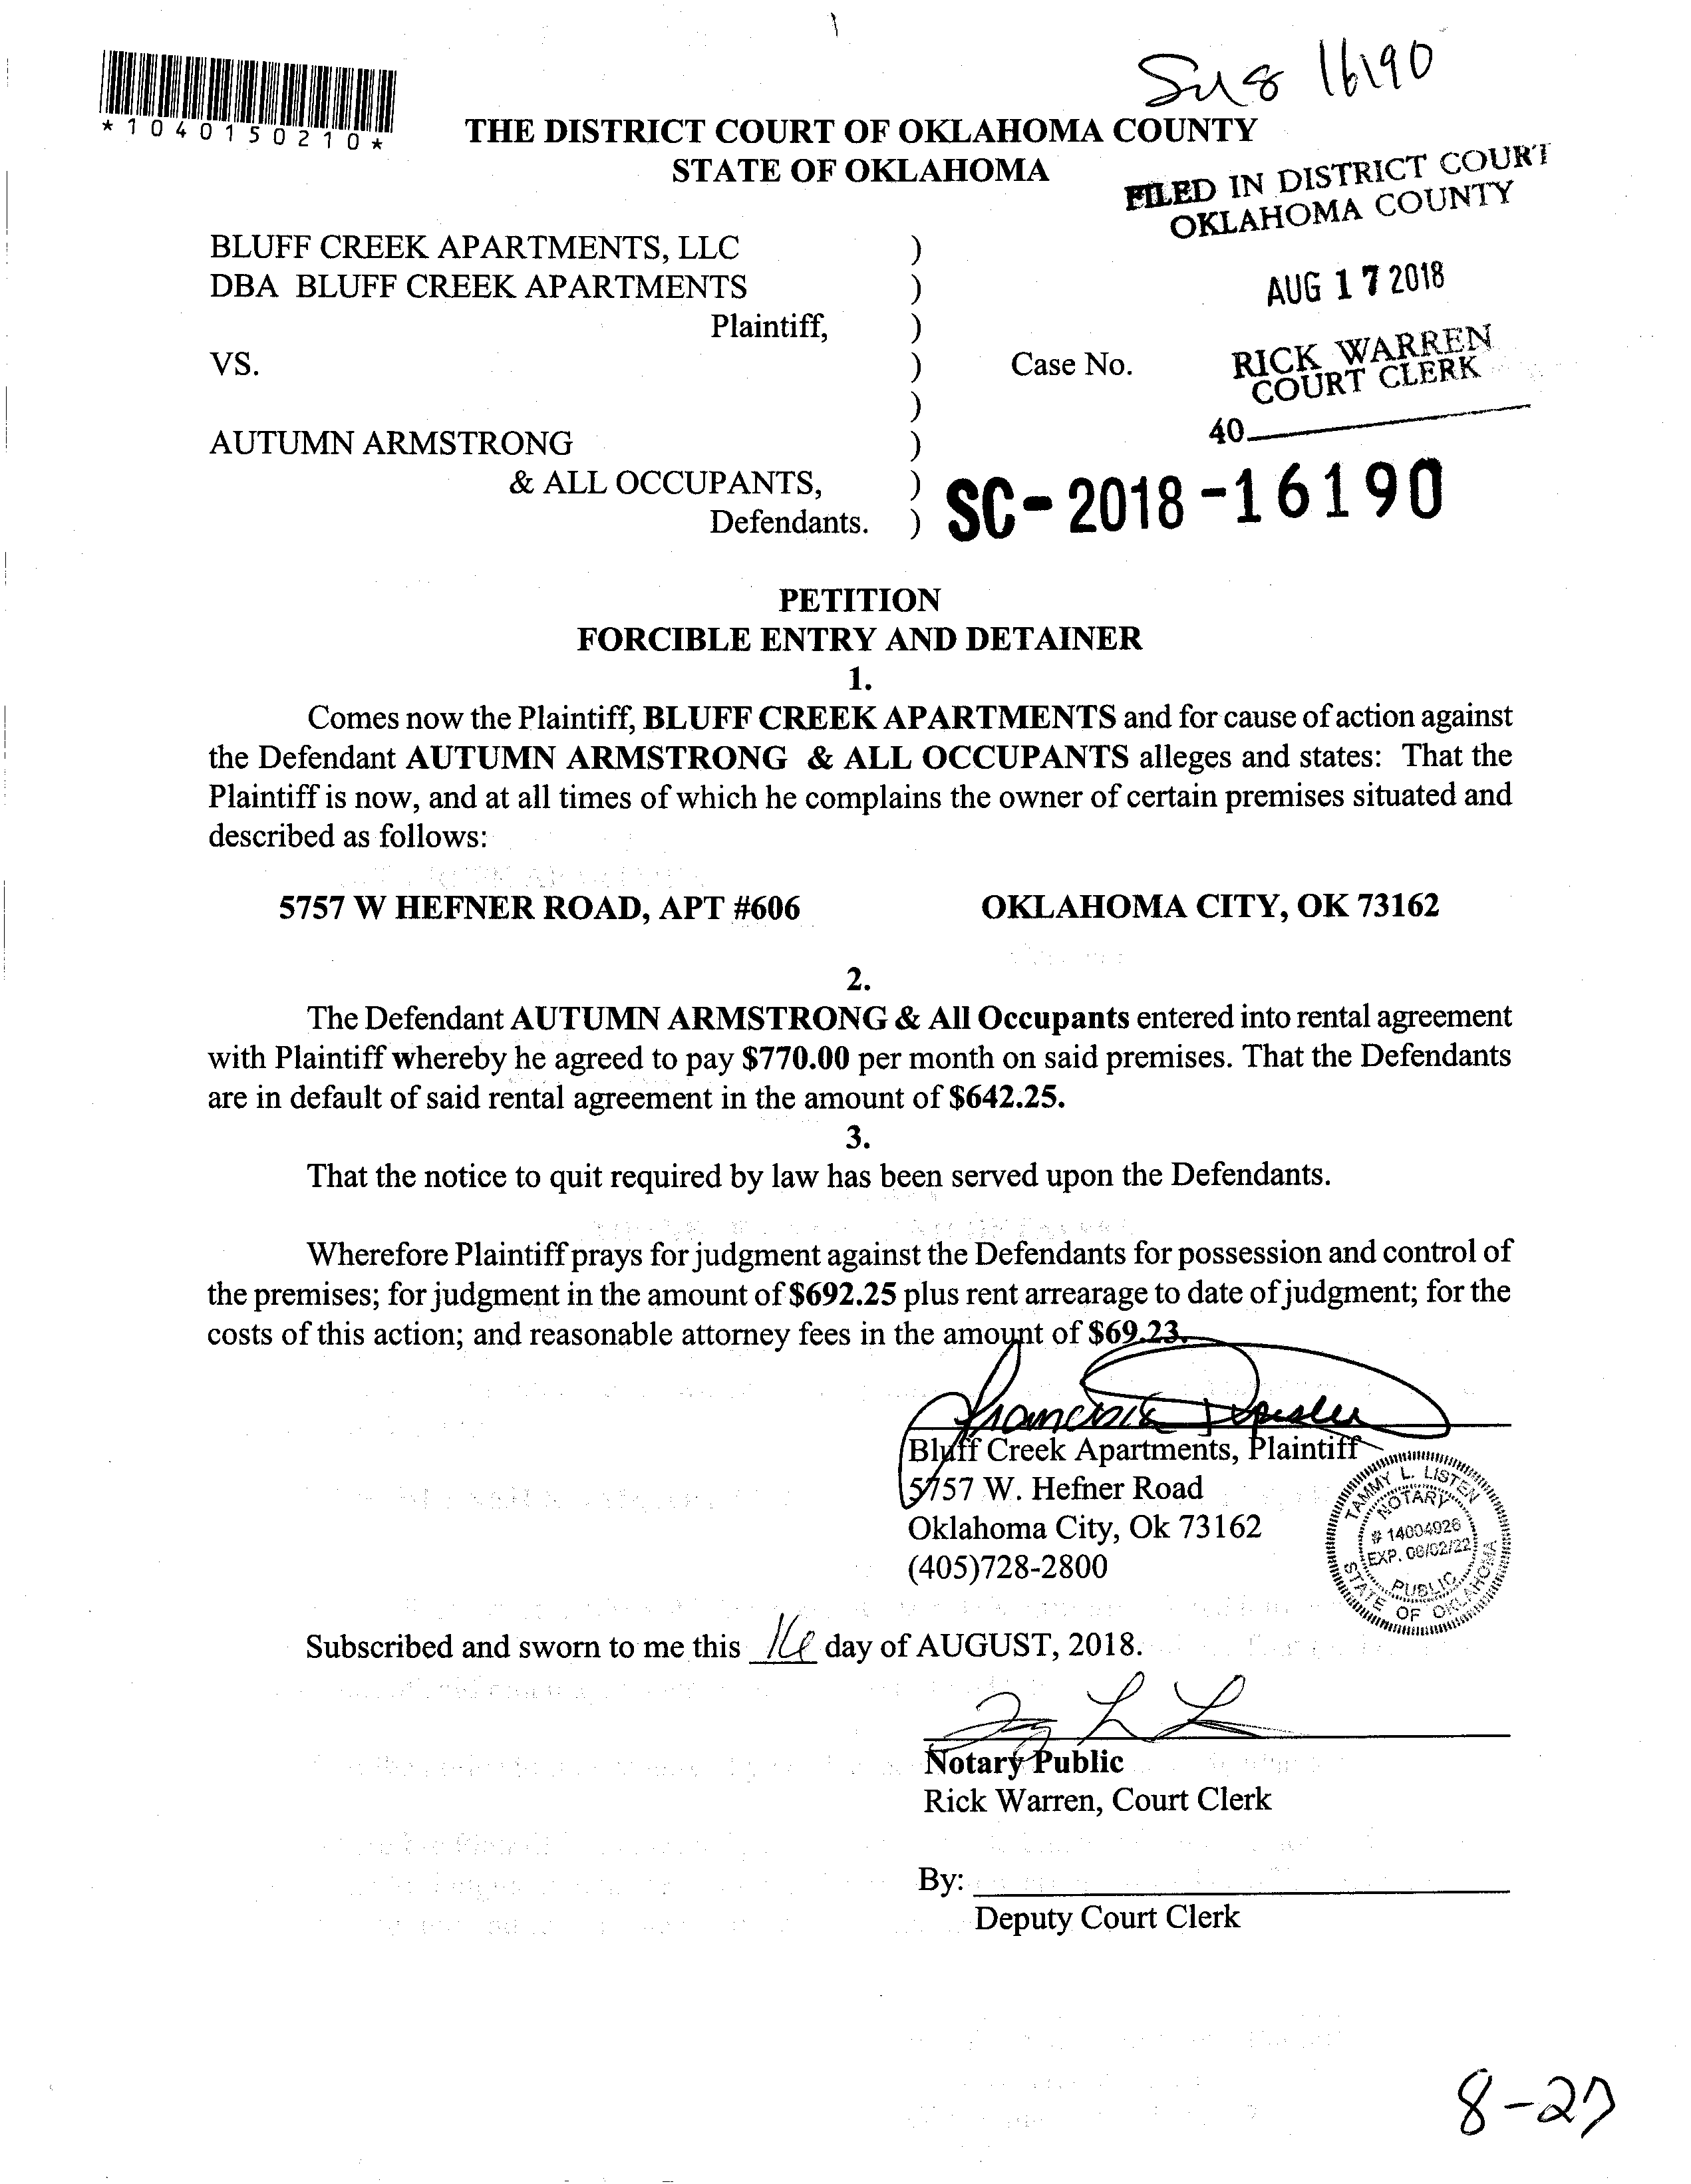 16190
*1040150210*
THE DISTRICT COURT OF OKLAHOMA COUNTY
STATE OF OKLAHOMA
FILED IN DISTRICT COURT
OKLAHOMA COUNTY
BLUFF CREEK APARTMENTS, LLC )
DBA BLUFF CREEK APARTMENTS )
AUG 17 2018
Plaintiff, )
VS. ) Case No.
RICK WARREN
COURT CLERK
)
40
AUTUMN ARMSTRONG )
& ALL OCCUPANTS, )
SC-2018-16190
Defendants. )
PETITION
FORCIBLE ENTRY AND DETAINER
1.
Comes now the Plaintiff, BLUFF CREEK APARTMENTS and for cause of action against
the Defendant AUTUMN ARMSTRONG & ALL OCCUPANTS alleges and states: That the
Plaintiff is now, and at all times of which he complains the owner of certain premises situated and
described as follows:
5757 W HEFNER ROAD, APT #606 OKLAHOMA CITY, OK 73162
2.
The Defendant AUTUMN ARMSTRONG & All Occupants entered into rental agreement
with Plaintiff whereby he agreed to pay $770.00 per month on said premises. That the Defendants
are in default of said rental agreement in the amount of $642.25.
3.
That the notice to quit required by law has been served upon the Defendants.
Wherefore Plaintiff prays for judgment against the Defendants for possession and control of
the premises; for judgment in the amount of $692.25 plus rent arrearage to date of judgment; for the
costs of this action; and reasonable attorney fees in the amount of $69.23.
Bluff Creek Apartments, Plaintiff
5757 W. Hefner Road
Oklahoma City, Ok 73162
(405)728-2800
TAMMY L. LISTEN
NOTARY
# 14004926
EXP. 06/02/22
PUBLIC
STATE OF OKLAHOMA
Subscribed and sworn to me this 16 day of AUGUST, 2018.
Notary Public
Rick Warren, Court Clerk
By:
Deputy Court Clerk
8-27